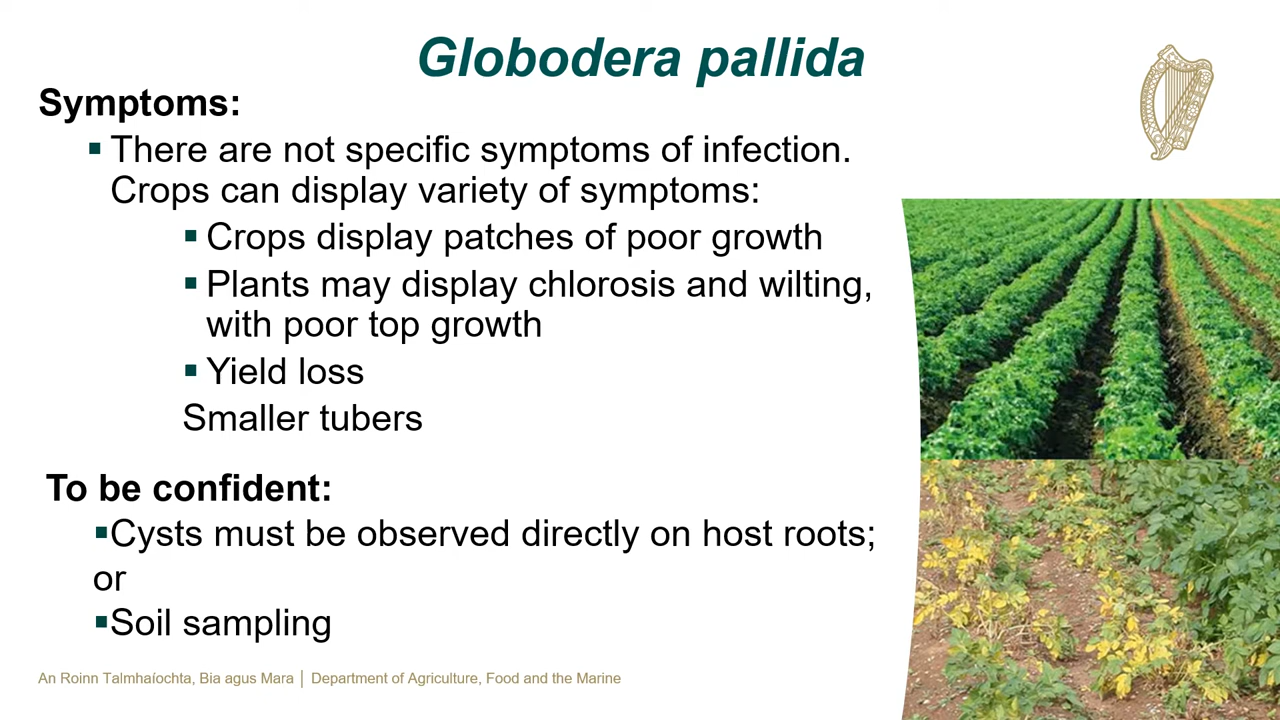 Globodera pallida
Symptoms:
▪ There are not specific symptoms of infection.
Crops can display variety of symptoms:
▪ Crops display patches of poor growth
▪ Plants may display chlorosis and wilting,
with poor top growth
▪ Yield loss
Smaller tubers
To be confident:
▪Cysts must be observed directly on host roots;
or
▪Soil sampling
An Roinn Talmhaíochta, Bia agus Mara | Department of Agriculture, Food and the Marine